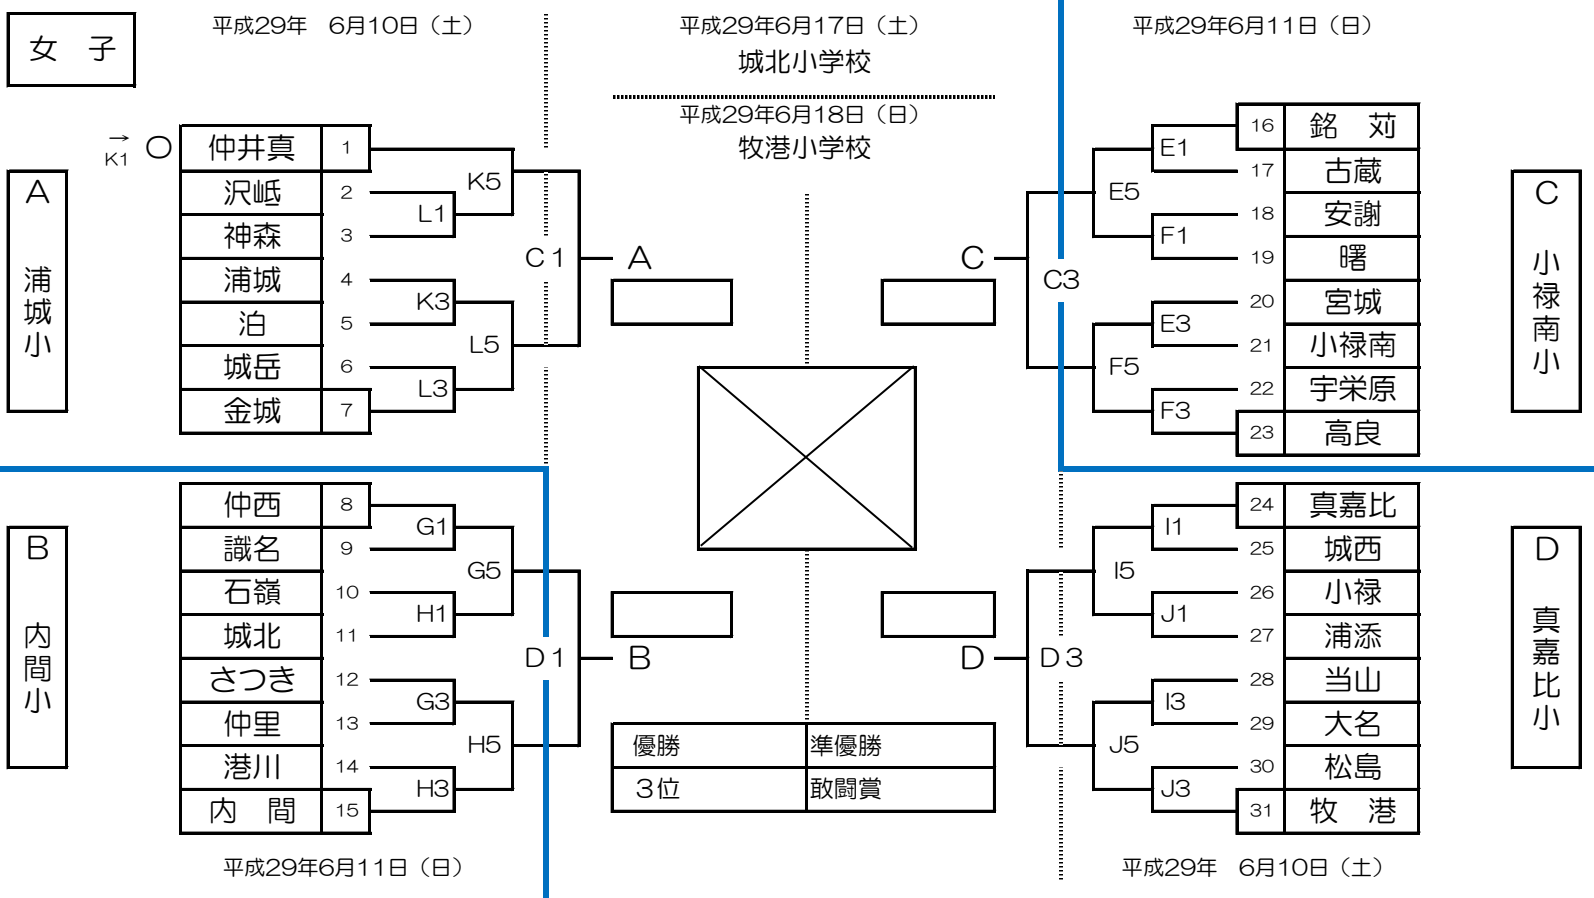 女　子
平成29年　6月10日（土）
平成29年6月17日（土）
城北小学校
平成29年6月18日（日）
牧港小学校
平成29年6月11日（日）
A　浦城小
→
K1
○
仲井真 1
沢岻 2
神森 3
浦城 4
泊 5
城岳 6
金城 7
K5
L1
K3
L5
L3
C1
A
B　内間小
仲西 8
識名 9
石嶺 10
城北 11
さつき 12
仲里 13
港川 14
内　間 15
G1
G5
H1
G3
H5
H3
D1
B
平成29年6月11日（日）
優勝
準優勝
3位
敢闘賞
C
C3
E1
E5
F1
E3
F5
F3
16 銘　苅
17 古蔵
18 安謝
19 曙
20 宮城
21 小禄南
22 宇栄原
23 高良
C　小禄南小
D
D3
I1
I5
J1
I3
J5
J3
24 真嘉比
25 城西
26 小禄
27 浦添
28 当山
29 大名
30 松島
31 牧　港
D　真嘉比小
平成29年　6月10日（土）